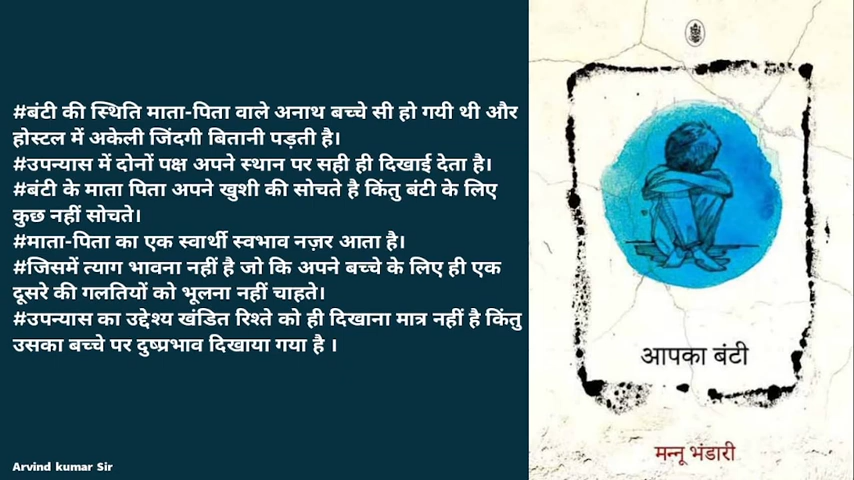 #बंटी की स्थिति माता-पिता वाले अनाथ बच्चे सी हो गयी थी और
होस्टल में अकेली जिंदगी बितानी पड़ती है।
#उपन्यास में दोनों पक्ष अपने स्थान पर सही ही दिखाई देता है।
#बंटी के माता पिता अपने खुशी की सोचते है किंतु बंटी के लिए
कुछ नहीं सोचते।
#माता-पिता का एक स्वार्थी स्वभाव नज़र आता है।
#जिसमें त्याग भावना नहीं है जो कि अपने बच्चे के लिए ही एक
दूसरे की गलतियों को भूलना नहीं चाहते।
#उपन्यास का उद्देश्य खंडित रिश्ते को ही दिखाना मात्र नहीं है किंतु
उसका बच्चे पर दुष्प्रभाव दिखाया गया है ।
Arvind kumar Sir
आपका बंटी
मन्नू भंडारी